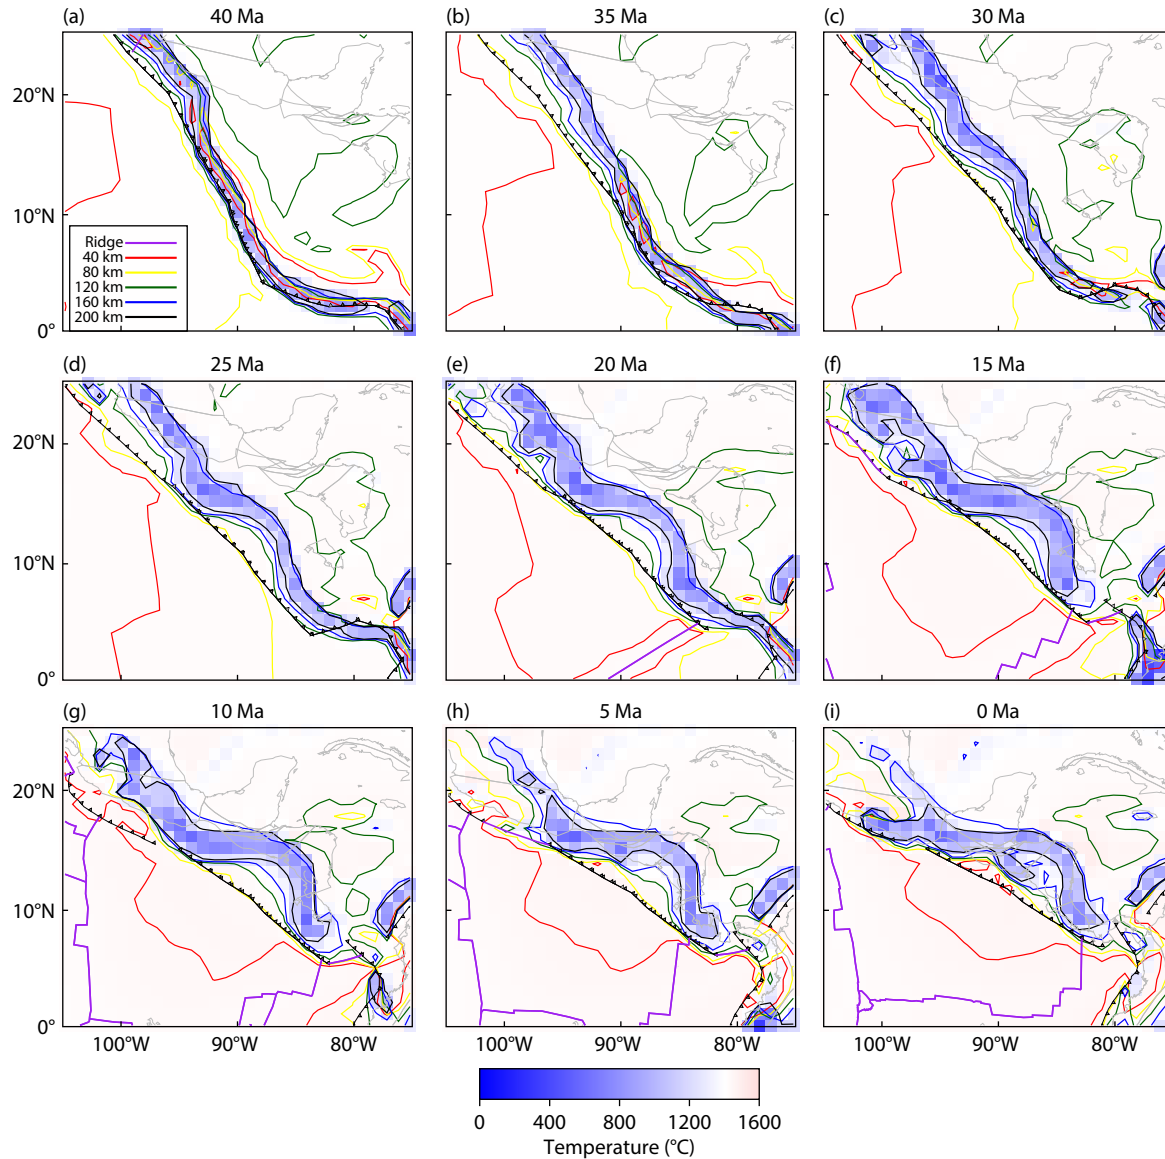 (a) 40 Ma (b) 35 Ma (c) 30 Ma
20°N
10°N
0°
Ridge
40 km
80 km
120 km
160 km
200 km
(d) 25 Ma (e) 20 Ma (f) 15 Ma
20°N
10°N
0°
(g) 10 Ma (h) 5 Ma (i) 0 Ma
20°N
10°N
0°
100°W 90°W 80°W 100°W 90°W 80°W 100°W 90°W 80°W
0 400 800 1200 1600
Temperature (°C)